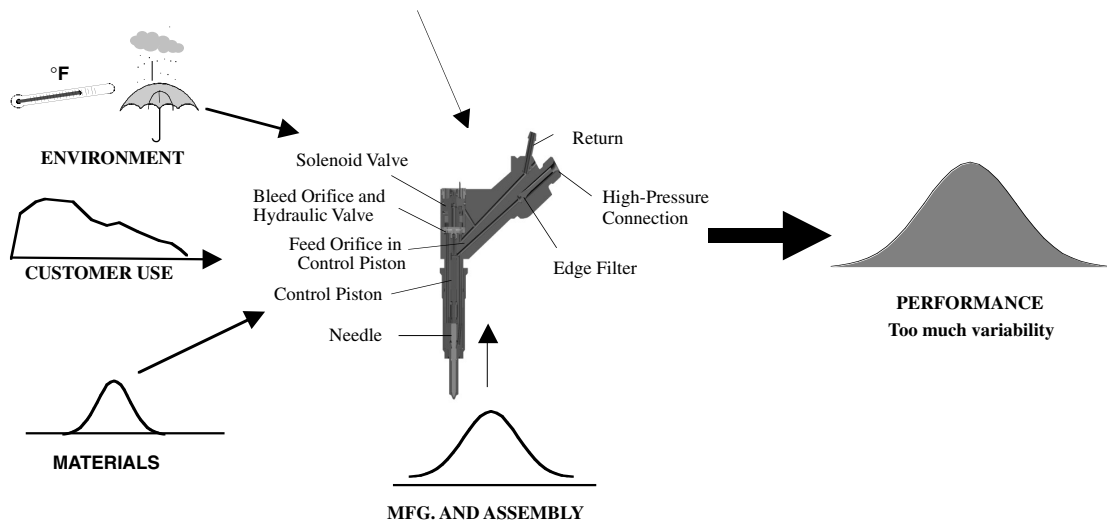 °F
ENVIRONMENT
CUSTOMER USE
MATERIALS
Solenoid Valve
Bleed Orifice and
Hydraulic Valve
Feed Orifice in
Control Piston
Control Piston
Needle
Return
High-Pressure
Connection
Edge Filter
MFG. AND ASSEMBLY
PERFORMANCE
Too much variability